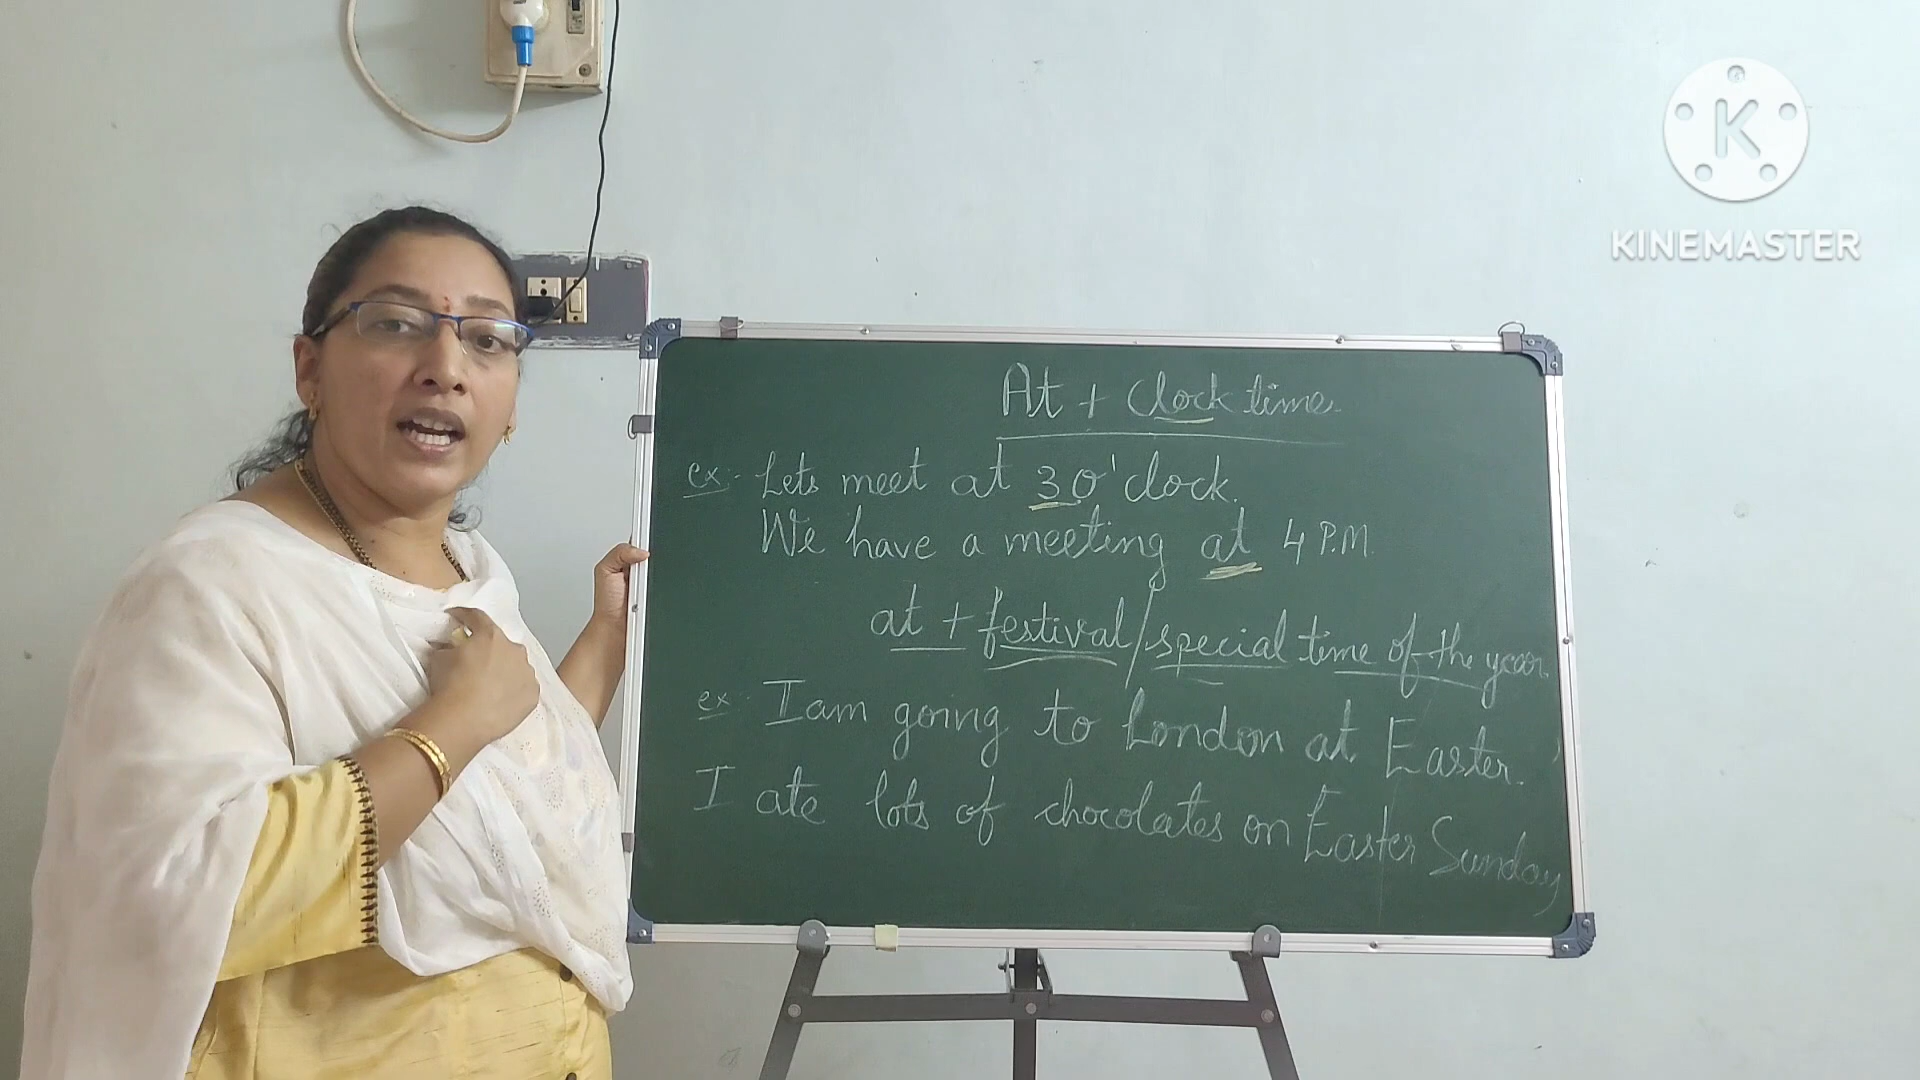 K
KINEMASTER
At + clock time
ex:- Lets meet at 3 O'clock.
We have a meeting at 4 P.M.
at + festival/special time of the year.
ex:- I am going to London at Easter.
I ate lots of chocolates on Easter Sunday